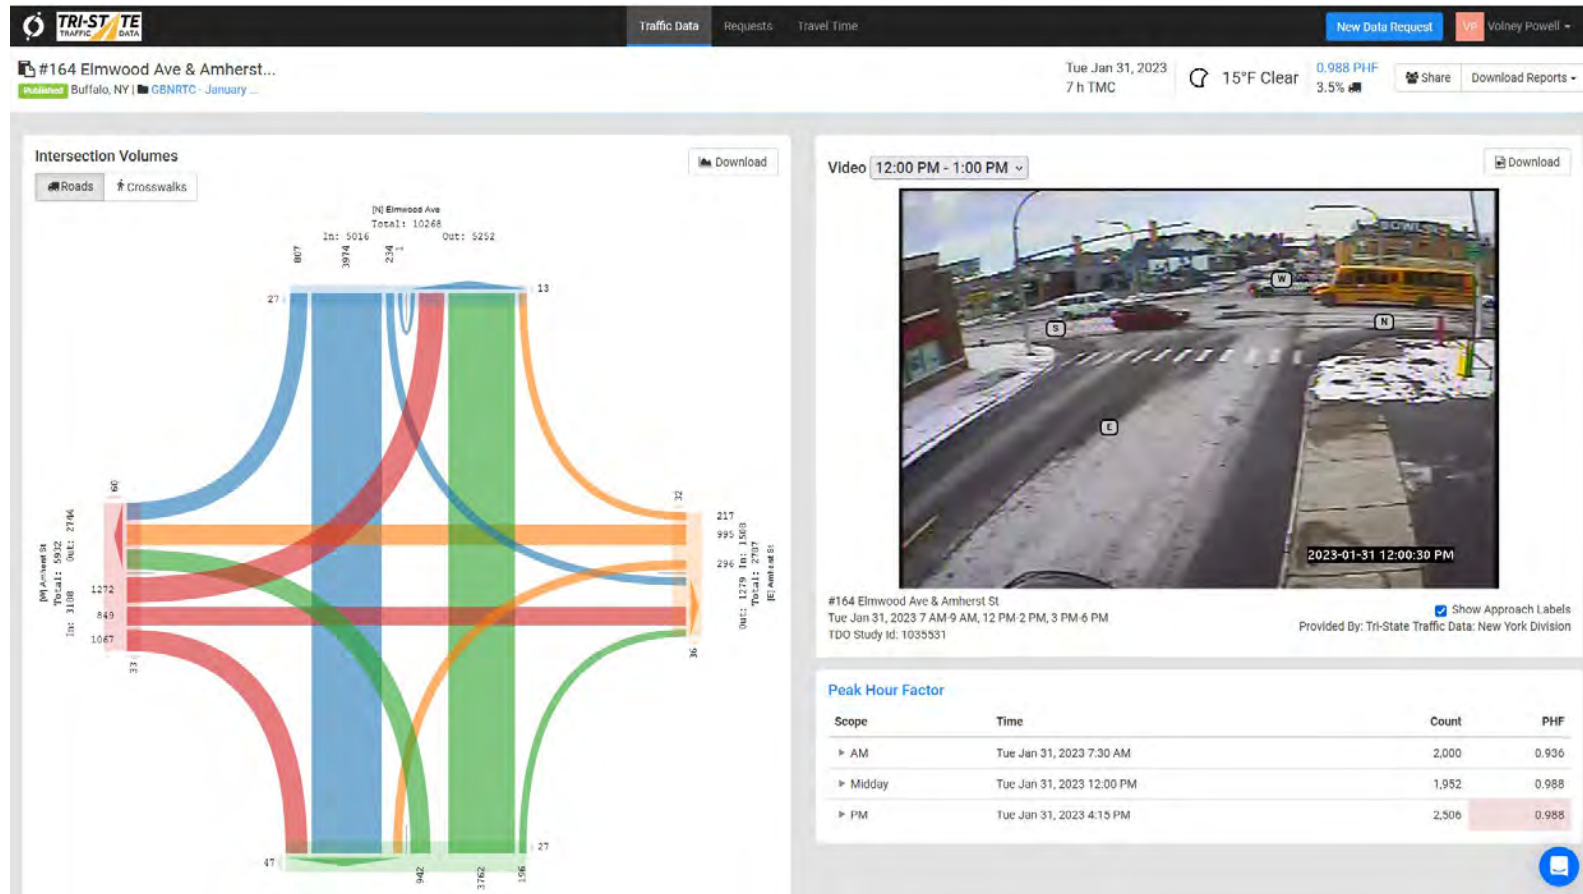 TRI-STATE
TRAFFIC DATA
Traffic Data
Requests
Travel Time
New Data Request
VP
Volney Powell
#164 Elmwood Ave & Amherst...
Published Buffalo, NY | GBNRTC - January ...
Tue Jan 31, 2023
7 h TMC
15°F Clear
0.988 PHF
3.5%
Share
Download Reports
Intersection Volumes
Download
Roads
Crosswalks
[N] Elmwood Ave
Total: 10268
In: 5016
Out: 5252
807
3974
234
1
27
13
60
[W] Amherst St
Total: 5932
In: 3188
Out: 2744
1272
849
1067
33
32
217
995
296
Out: 1279 In: 1508
Total: 2787
[E] Amherst St
36
47
942
3762
196
27
Video
12:00 PM - 1:00 PM
Download
BOWL
W
S
N
E
2023-01-31 12:00:30 PM
#164 Elmwood Ave & Amherst St
Tue Jan 31, 2023 7 AM-9 AM, 12 PM-2 PM, 3 PM-6 PM
TDO Study Id: 1035531
Show Approach Labels
Provided By: Tri-State Traffic Data: New York Division
Peak Hour Factor
Scope Time Count PHF
AM Tue Jan 31, 2023 7:30 AM 2,000 0.936
Midday Tue Jan 31, 2023 12:00 PM 1,952 0.988
PM Tue Jan 31, 2023 4:15 PM 2,506 0.988